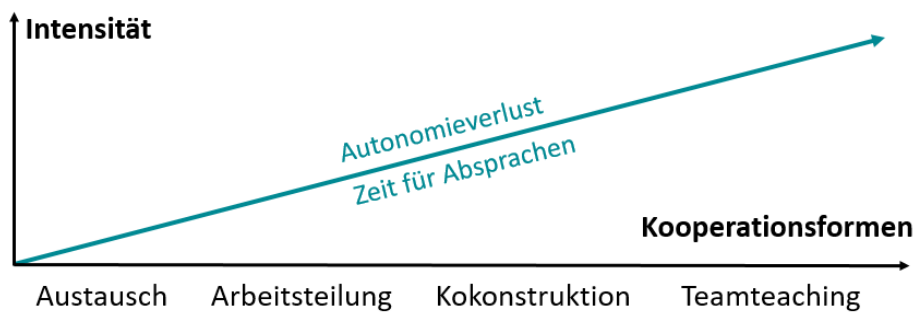 Intensität
Autonomieverlust
Zeit für Absprachen
Kooperationsformen
Austausch Arbeitsteilung Kokonstruktion Teamteaching